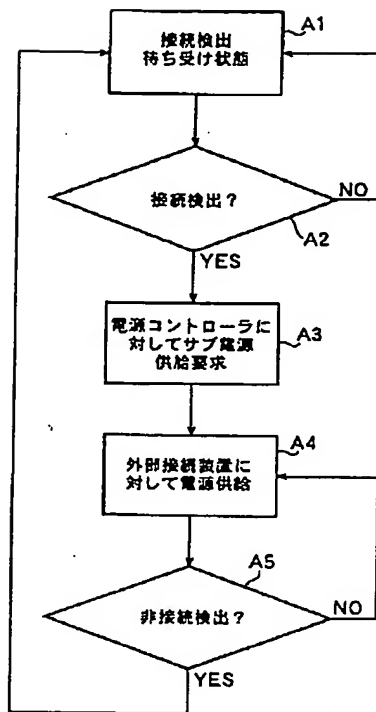 接続検出
待ち受け状態
A1
接続検出？
NO
A2
YES
電源コントローラに
対してサブ電源
供給要求
A3
外部接続装置に
対して電源供給
A4
A5
非接続検出？
NO
YES